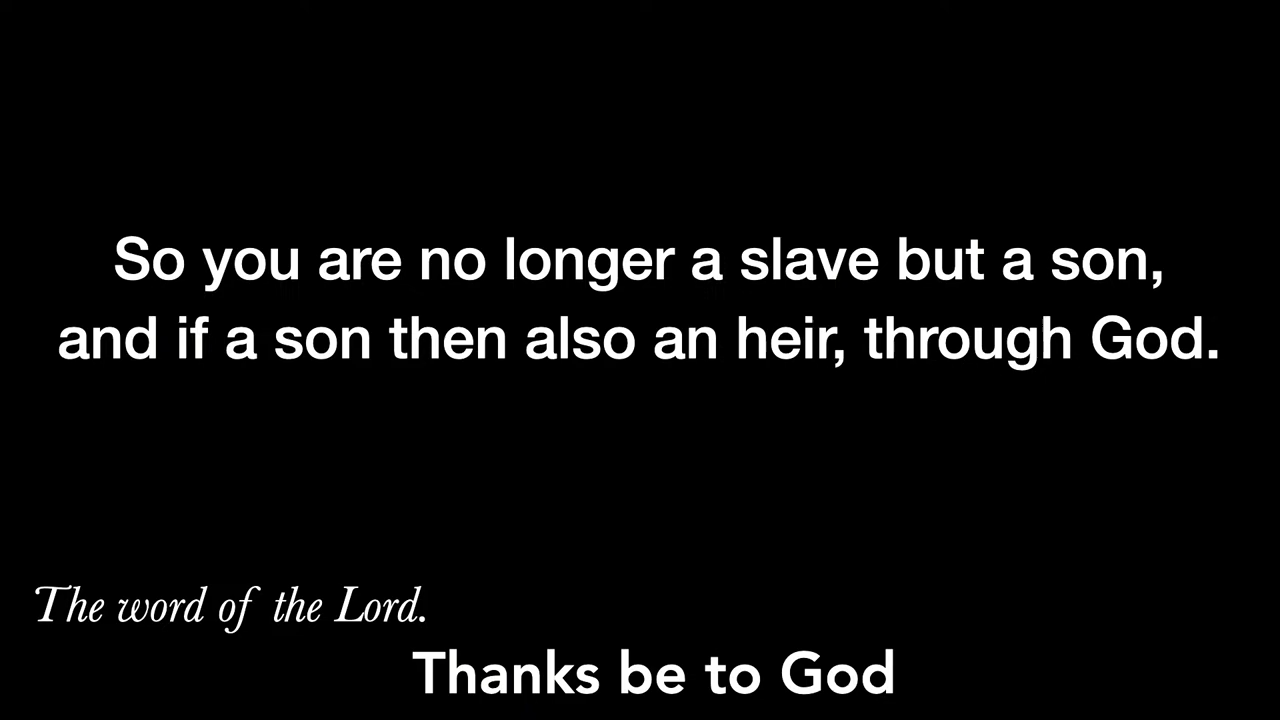 So you are no longer a slave but a son,
and if a son then also an heir, through God.
The word of the Lord.
Thanks be to God